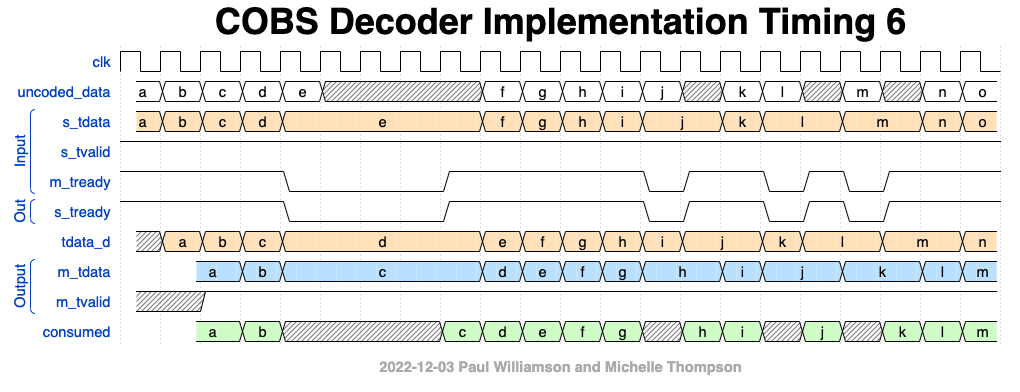 COBS Decoder Implementation Timing 6
clk
uncoded_data a b c d e f g h i j k l m n o
Input
s_tdata a b c d e f g h i j k l m n o
s_tvalid
m_tready
Out
s_tready
tdata_d a b c d e f g h i j k l m n
Output
m_tdata a b c d e f g h i j k l m
m_tvalid
consumed a b c d e f g h i j k l m
2022-12-03 Paul Williamson and Michelle Thompson